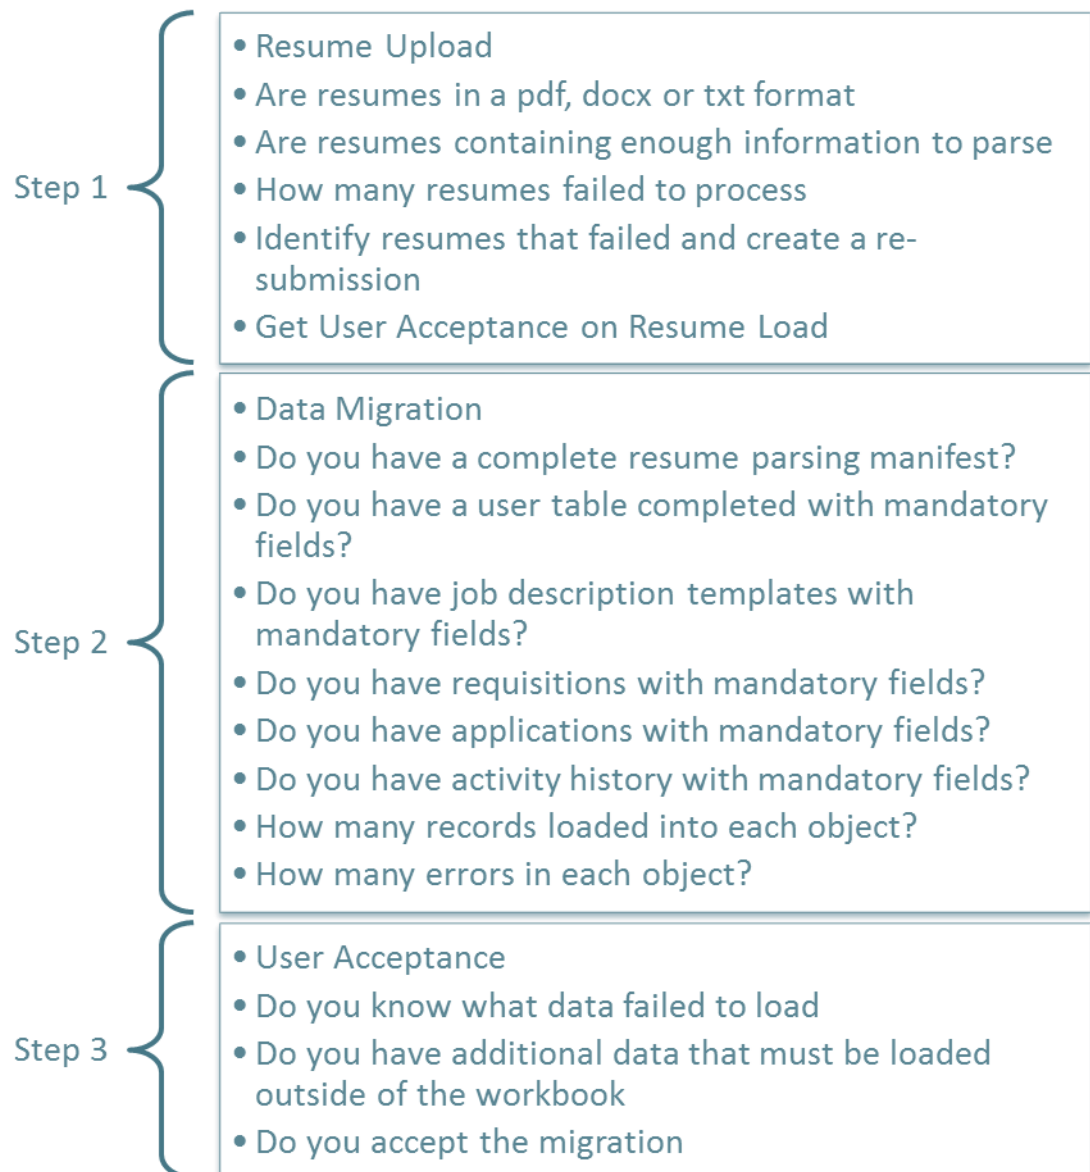 Step 1
• Resume Upload
• Are resumes in a pdf, docx or txt format
• Are resumes containing enough information to parse
• How many resumes failed to process
• Identify resumes that failed and create a re-
submission
• Get User Acceptance on Resume Load
Step 2
• Data Migration
• Do you have a complete resume parsing manifest?
• Do you have a user table completed with mandatory
fields?
• Do you have job description templates with
mandatory fields?
• Do you have requisitions with mandatory fields?
• Do you have applications with mandatory fields?
• Do you have activity history with mandatory fields?
• How many records loaded into each object?
• How many errors in each object?
Step 3
• User Acceptance
• Do you know what data failed to load
• Do you have additional data that must be loaded
outside of the workbook
• Do you accept the migration